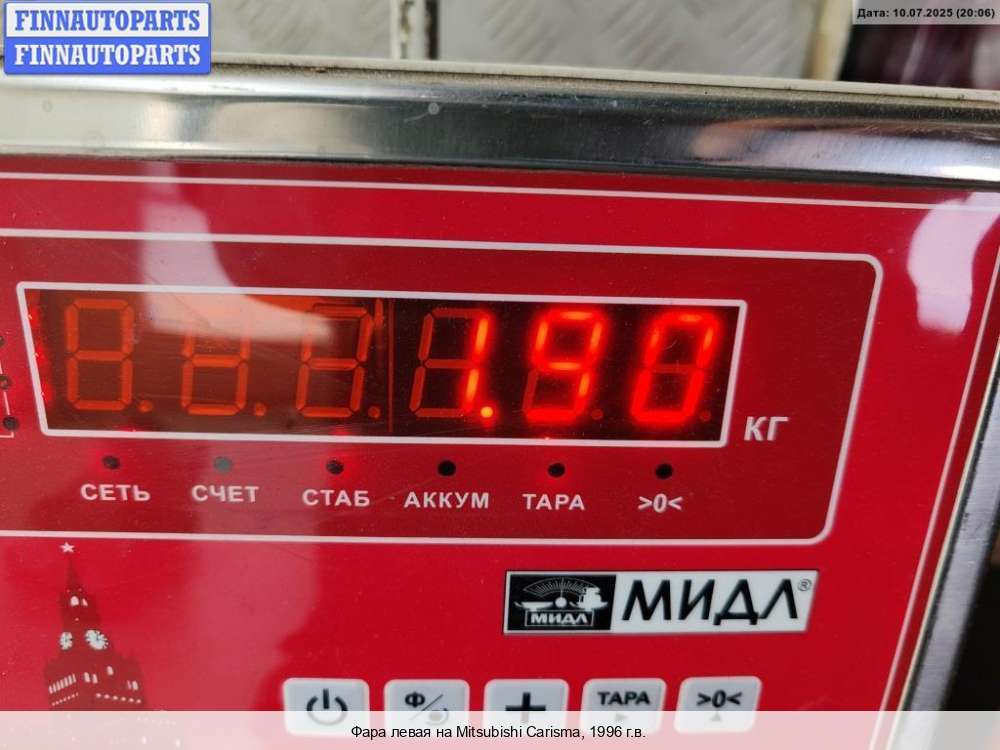 FINNAUTOPARTS
FINNAUTOPARTS
Дата: 10.07.2025 (20:06)
1.90
КГ
СЕТЬ СЧЕТ СТАБ АККУМ ТАРА >0<
МИДЛ МИДЛ®
Ф + ТАРА >0<
Фара левая на Mitsubishi Carisma, 1996 г.в.